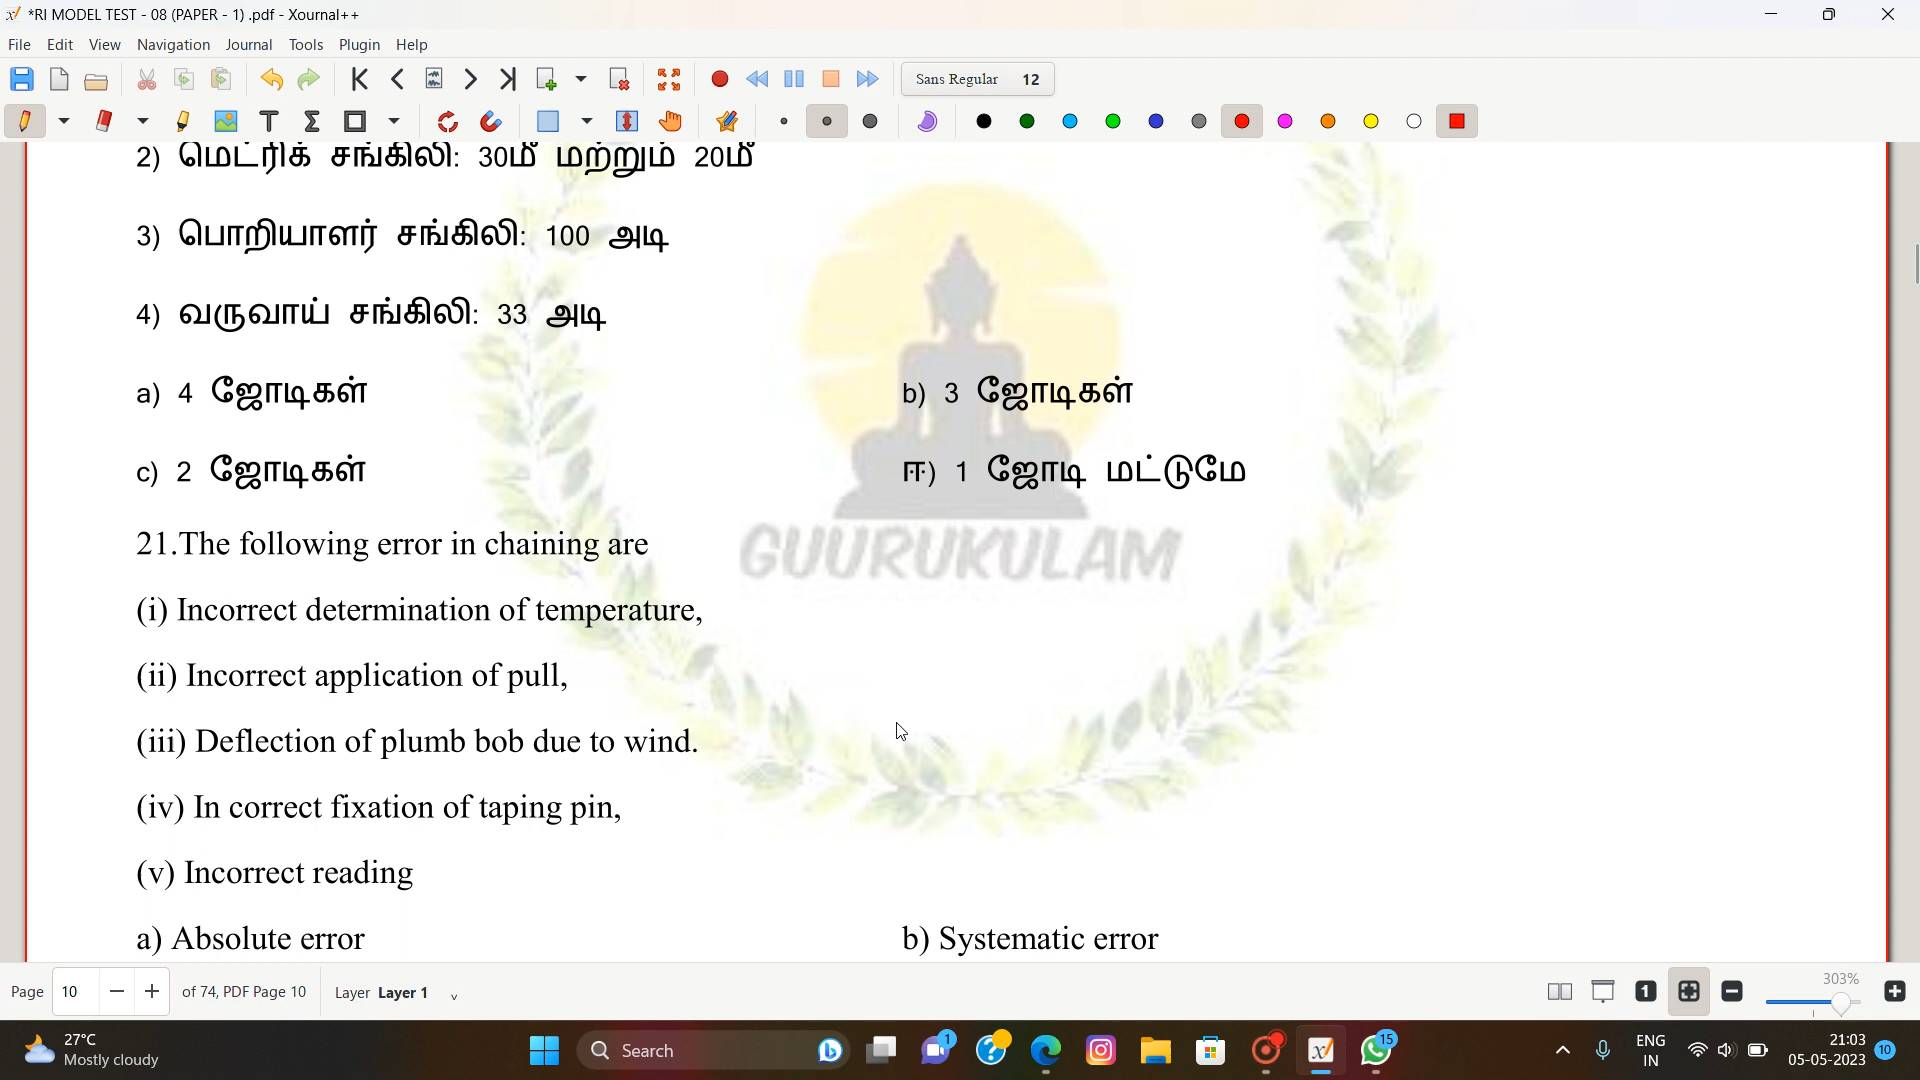 *RI MODEL TEST - 08 (PAPER - 1) .pdf - Xournal++
File Edit View Navigation Journal Tools Plugin Help
Sans Regular 12
2) மெட்ரிக் சங்கிலி: 30மீ மற்றும் 20மீ
3) பொறியாளர் சங்கிலி: 100 அடி
4) வருவாய் சங்கிலி: 33 அடி
a) 4 ஜோடிகள் b) 3 ஜோடிகள்
c) 2 ஜோடிகள் ஈ) 1 ஜோடி மட்டுமே
GUURUKULAM
21.The following error in chaining are
(i) Incorrect determination of temperature,
(ii) Incorrect application of pull,
(iii) Deflection of plumb bob due to wind.
(iv) In correct fixation of taping pin,
(v) Incorrect reading
a) Absolute error b) Systematic error
Page 10 of 74, PDF Page 10 Layer Layer 1 303%
27°C
Mostly cloudy
Search
1
15
ENG
IN
21:03
05-05-2023
10